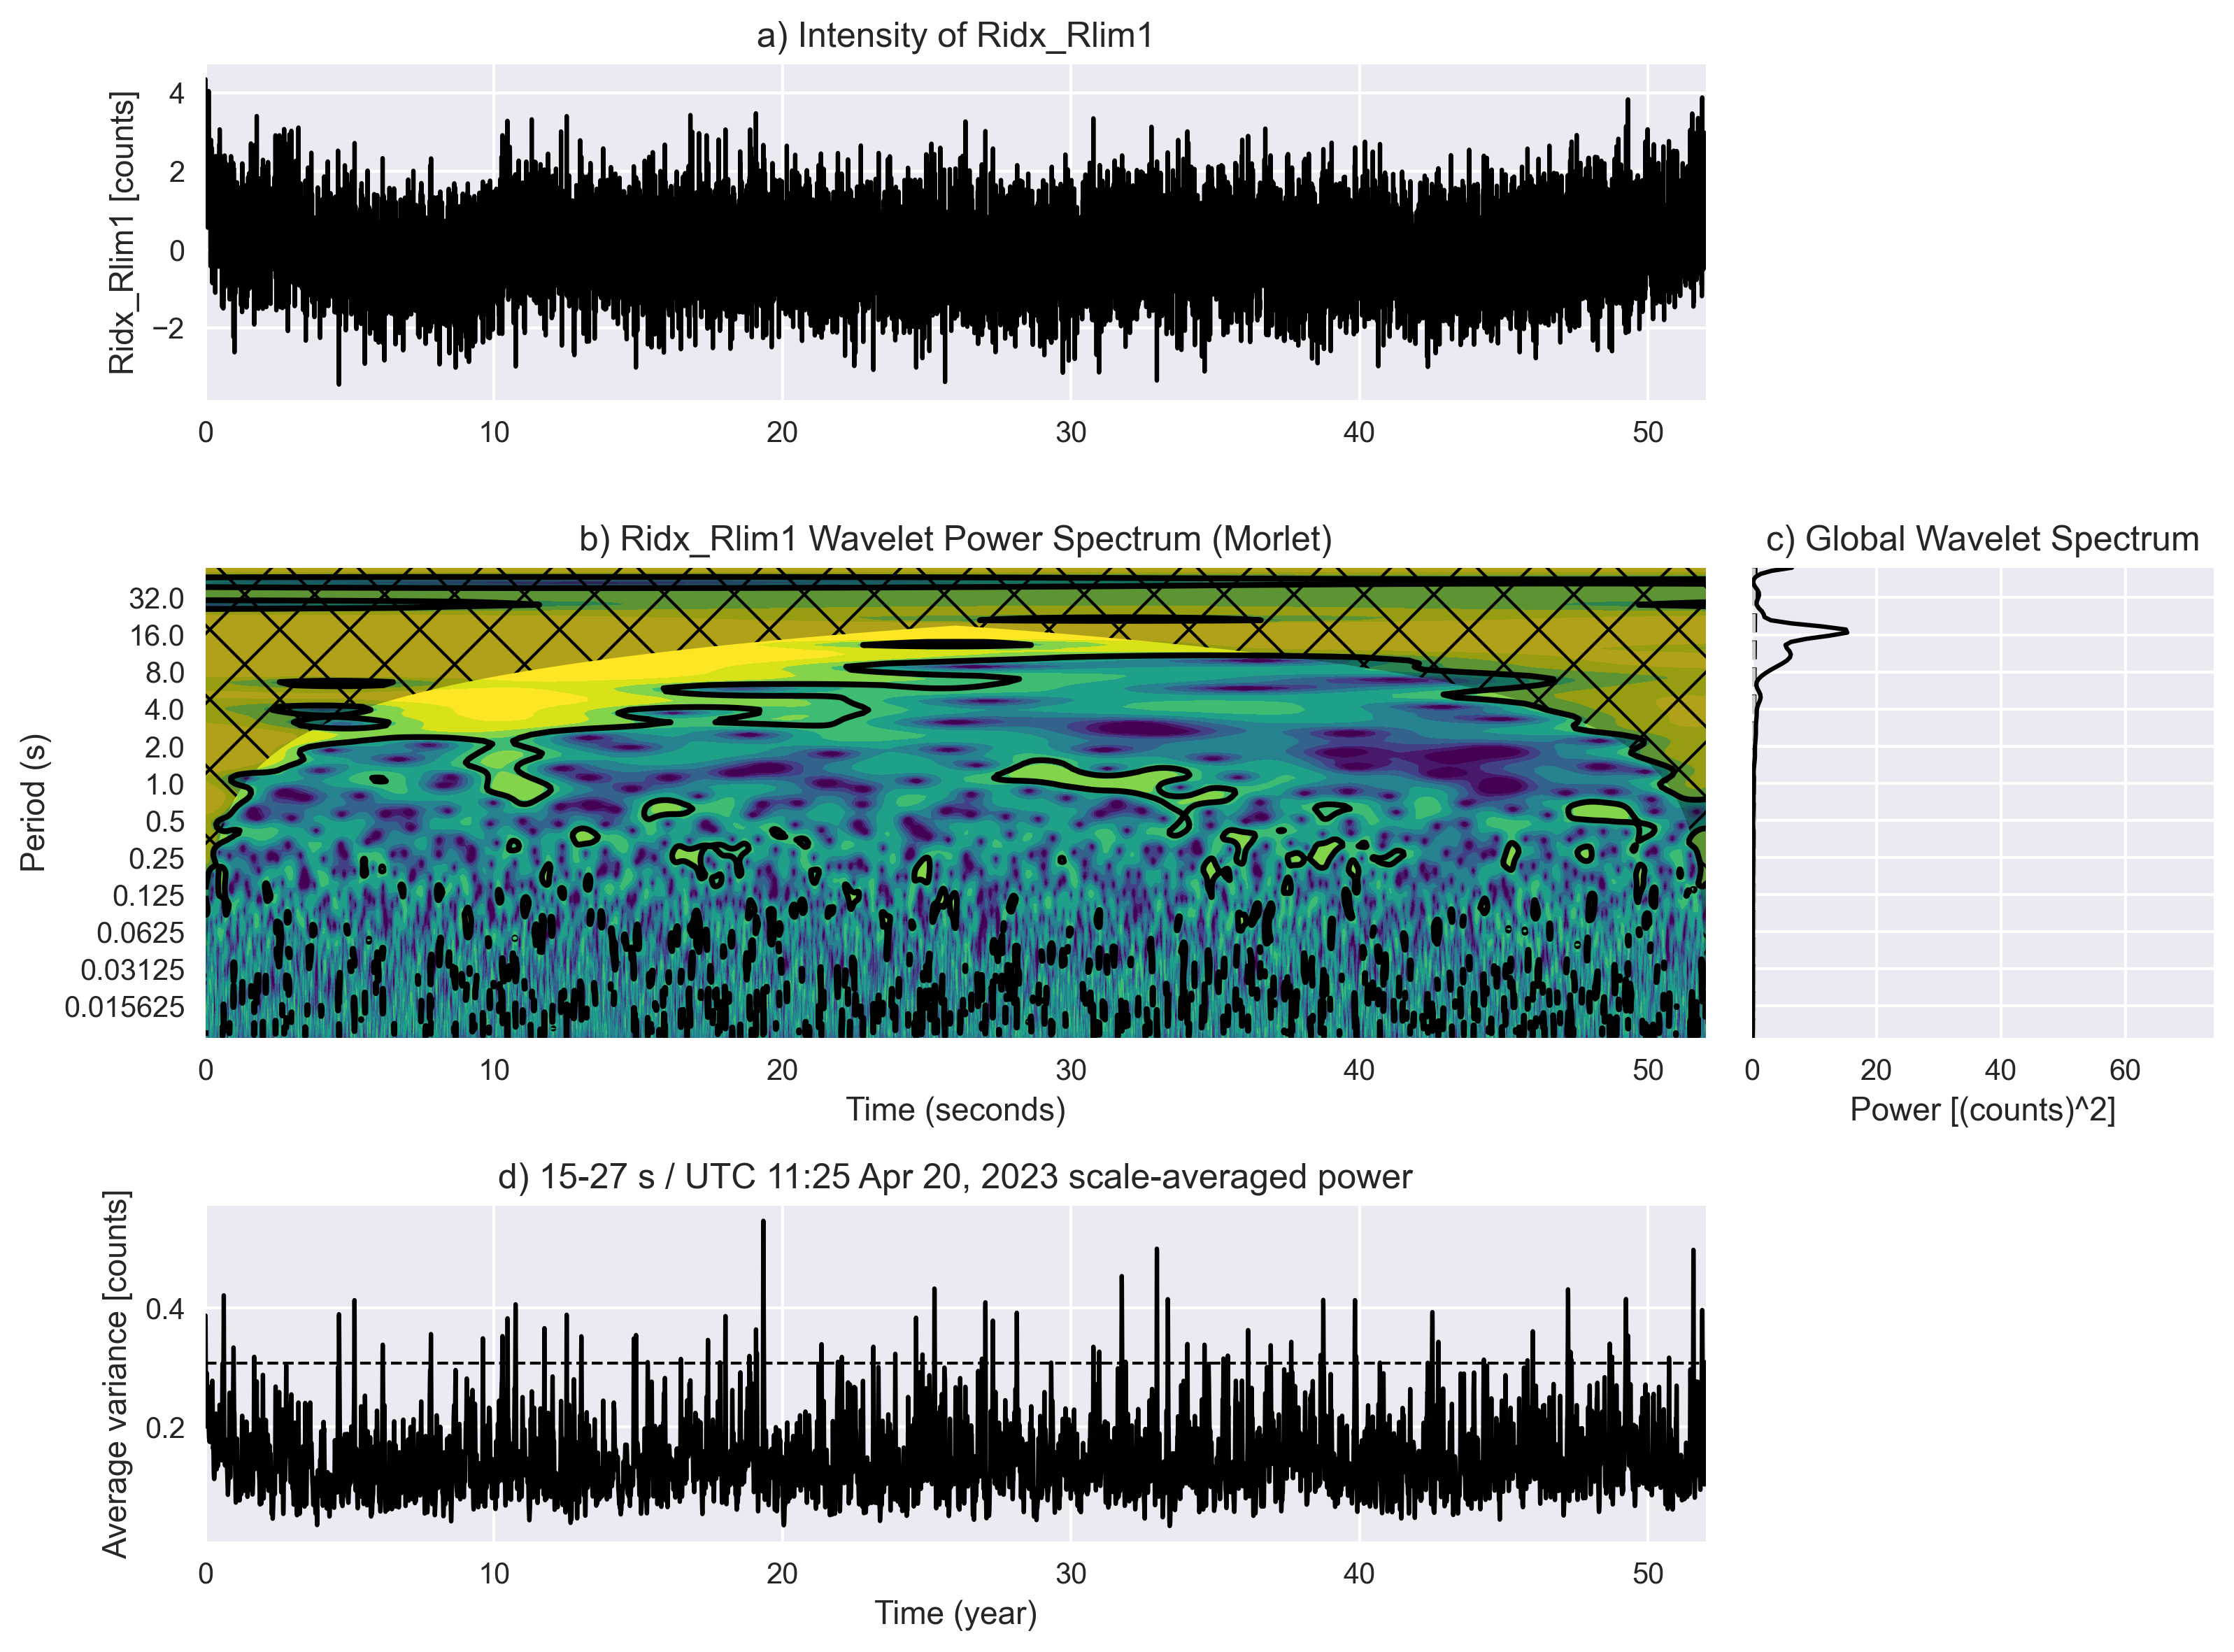 a) Intensity of Ridx_Rlim1
Ridx_Rlim1 [counts]
4
2
0
−2
0 10 20 30 40 50
b) Ridx_Rlim1 Wavelet Power Spectrum (Morlet)
Period (s)
32.0
16.0
8.0
4.0
2.0
1.0
0.5
0.25
0.125
0.0625
0.03125
0.015625
0 10 20 30 40 50
Time (seconds)
c) Global Wavelet Spectrum
0 20 40 60
Power [(counts)^2]
d) 15-27 s / UTC 11:25 Apr 20, 2023 scale-averaged power
Average variance [counts]
0.4
0.2
0 10 20 30 40 50
Time (year)